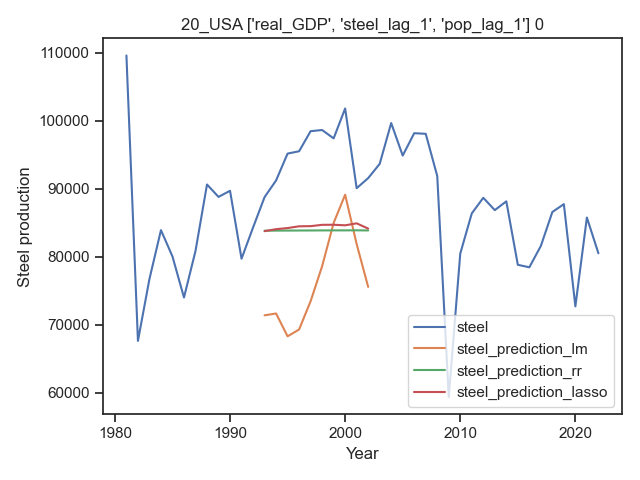 20_USA ['real_GDP', 'steel_lag_1', 'pop_lag_1'] 0
110000
100000
90000
80000
70000
60000
Steel production
1980
1990
2000
2010
2020
Year
steel
steel_prediction_lm
steel_prediction_rr
steel_prediction_lasso